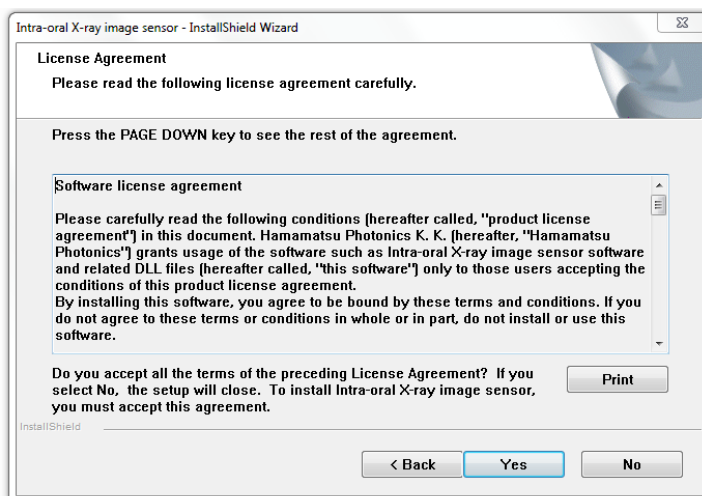 Intra-oral X-ray image sensor - InstallShield Wizard
License Agreement
Please read the following license agreement carefully.
Press the PAGE DOWN key to see the rest of the agreement.
Software license agreement
Please carefully read the following conditions (hereafter called, "product license
agreement") in this document. Hamamatsu Photonics K. K. (hereafter, "Hamamatsu
Photonics") grants usage of the software such as Intra-oral X-ray image sensor software
and related DLL files (hereafter called, "this software") only to those users accepting the
conditions of this product license agreement.
By installing this software, you agree to be bound by these terms and conditions. If you
do not agree to these terms or conditions in whole or in part, do not install or use this
software.
Do you accept all the terms of the preceding License Agreement?  If you
select No,  the setup will close.  To install Intra-oral X-ray image sensor,
you must accept this agreement.
Print
InstallShield
< Back
Yes
No